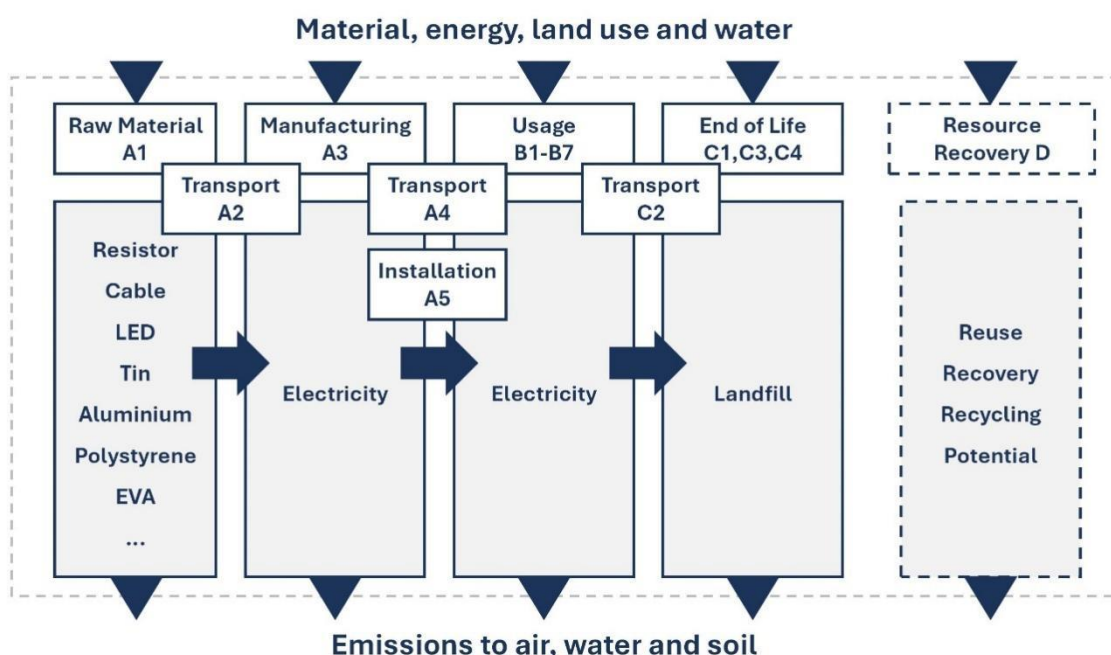 Material, energy, land use and water
Raw Material
A1
Manufacturing
A3
Usage
B1-B7
End of Life
C1,C3,C4
Resource
Recovery D
Transport
A2
Transport
A4
Transport
C2
Installation
A5
Resistor
Cable
LED
Tin
Aluminium
Polystyrene
EVA
...
Electricity
Electricity
Landfill
Reuse
Recovery
Recycling
Potential
Emissions to air, water and soil